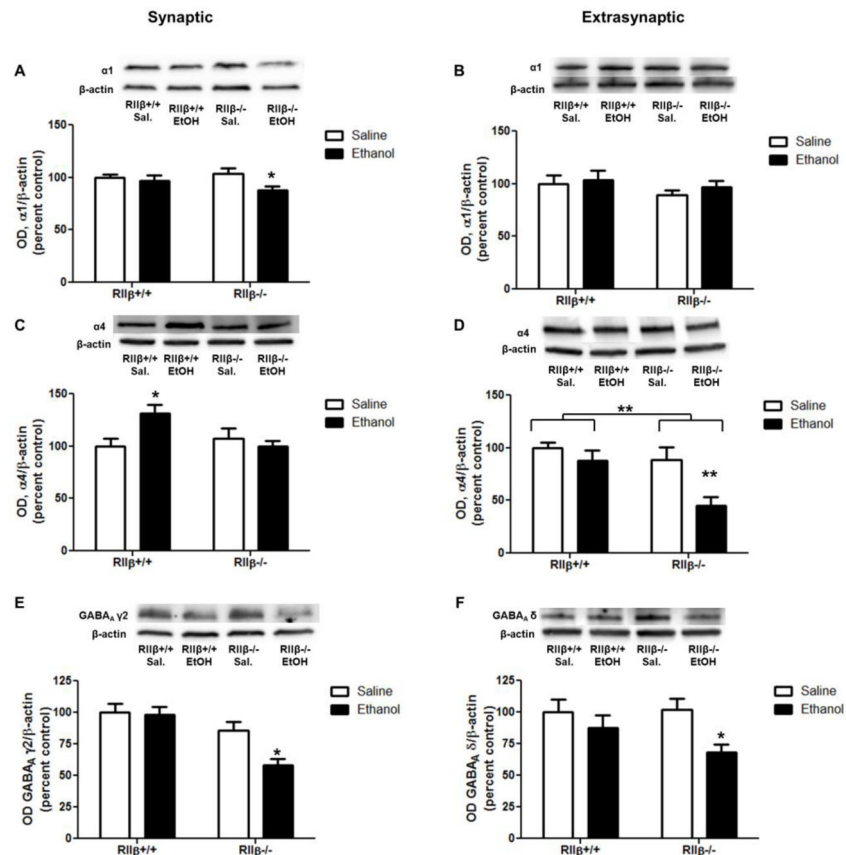 Synaptic
Extrasynaptic
A
α1
β-actin
RIIβ+/+ RIIβ+/+ RIIβ-/- RIIβ-/-
Sal. EtOH Sal. EtOH
Saline
Ethanol
OD, α1/β-actin
(percent control)
150
100
50
0
RIIβ+/+ RIIβ-/-
*
B
α1
β-actin
RIIβ+/+ RIIβ+/+ RIIβ-/- RIIβ-/-
Sal. EtOH Sal. EtOH
Saline
Ethanol
OD, α1/β-actin
(percent control)
150
100
50
0
RIIβ+/+ RIIβ-/-
C
α4
β-actin
RIIβ+/+ RIIβ+/+ RIIβ-/- RIIβ-/-
Sal. EtOH Sal. EtOH
Saline
Ethanol
OD, α4/β-actin
(percent control)
150
100
50
0
*
RIIβ+/+ RIIβ-/-
D
α4
β-actin
RIIβ+/+ RIIβ+/+ RIIβ-/- RIIβ-/-
Sal. EtOH Sal. EtOH
Saline
Ethanol
OD, α4/β-actin
(percent control)
150
100
50
0
**
**
RIIβ+/+ RIIβ-/-
E
GABAA γ2
β-actin
RIIβ+/+ RIIβ+/+ RIIβ-/- RIIβ-/-
Sal. EtOH Sal. EtOH
Saline
Ethanol
OD GABAA γ2/β-actin
(percent control)
125
100
75
50
25
0
*
RIIβ+/+ RIIβ-/-
F
GABAA δ
β-actin
RIIβ+/+ RIIβ+/+ RIIβ-/- RIIβ-/-
Sal. EtOH Sal. EtOH
Saline
Ethanol
OD GABAA δ/β-actin
(percent control)
125
100
75
50
25
0
*
RIIβ+/+ RIIβ-/-